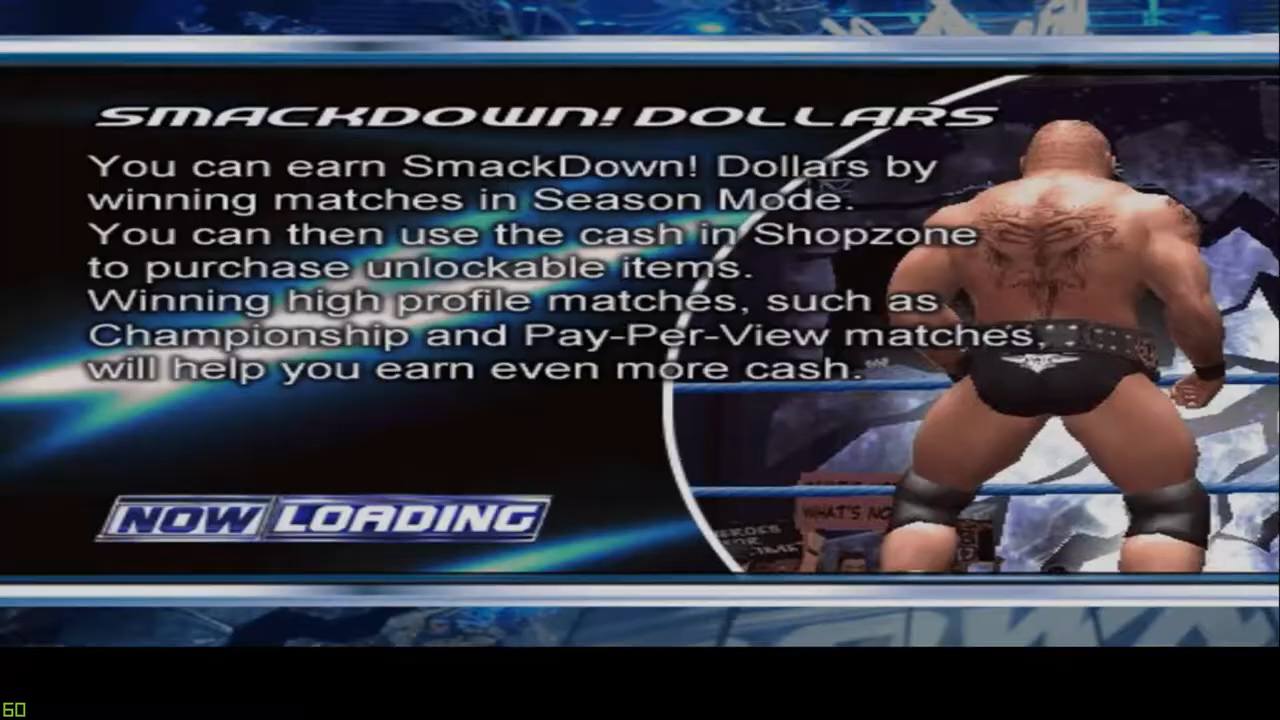 SMACKDOWN! DOLLARS
You can earn SmackDown! Dollars by
winning matches in Season Mode.
You can then use the cash in Shopzone
to purchase unlockable items.
Winning high profile matches, such as
Championship and Pay-Per-View matches,
will help you earn even more cash.
WHAT'S
NOW LOADING
60